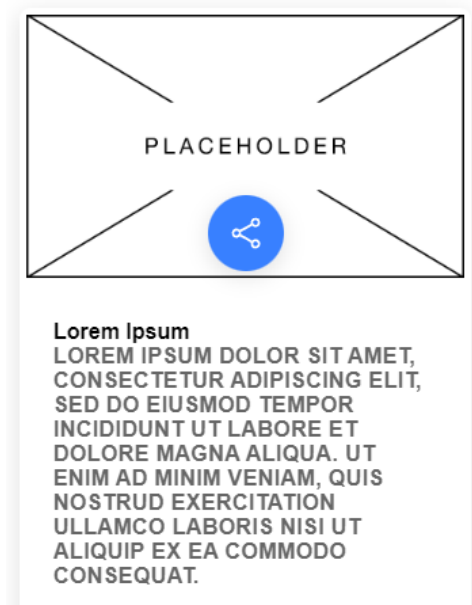 PLACEHOLDER
Lorem Ipsum
LOREM IPSUM DOLOR SIT AMET,
CONSECTETUR ADIPISCING ELIT,
SED DO EIUSMOD TEMPOR
INCIDIDUNT UT LABORE ET
DOLORE MAGNA ALIQUA. UT
ENIM AD MINIM VENIAM, QUIS
NOSTRUD EXERCITATION
ULLAMCO LABORIS NISI UT
ALIQUIP EX EA COMMODO
CONSEQUAT.